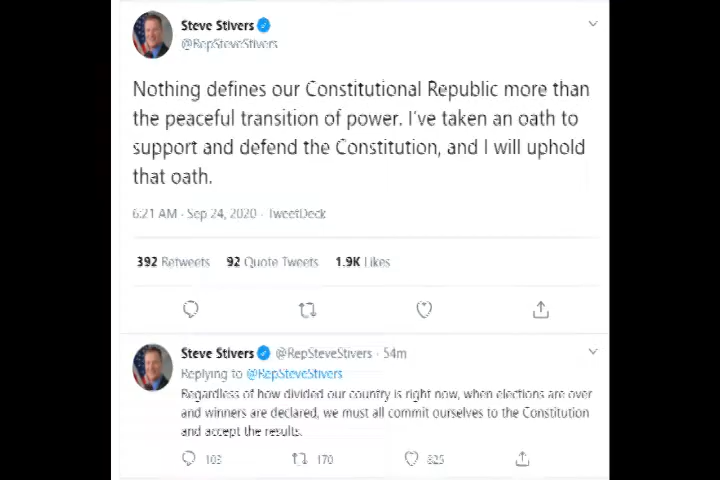 Steve Stivers
@RepSteveStivers
Nothing defines our Constitutional Republic more than
the peaceful transition of power. I've taken an oath to
support and defend the Constitution, and I will uphold
that oath.
6:21 AM · Sep 24, 2020 · TweetDeck
392 Retweets 92 Quote Tweets 1.9K Likes
Steve Stivers @RepSteveStivers · 54m
Replying to @RepSteveStivers
Regardless of how divided our country is right now, when elections are over
and winners are declared, we must all commit ourselves to the Constitution
and accept the results.
103 170 825